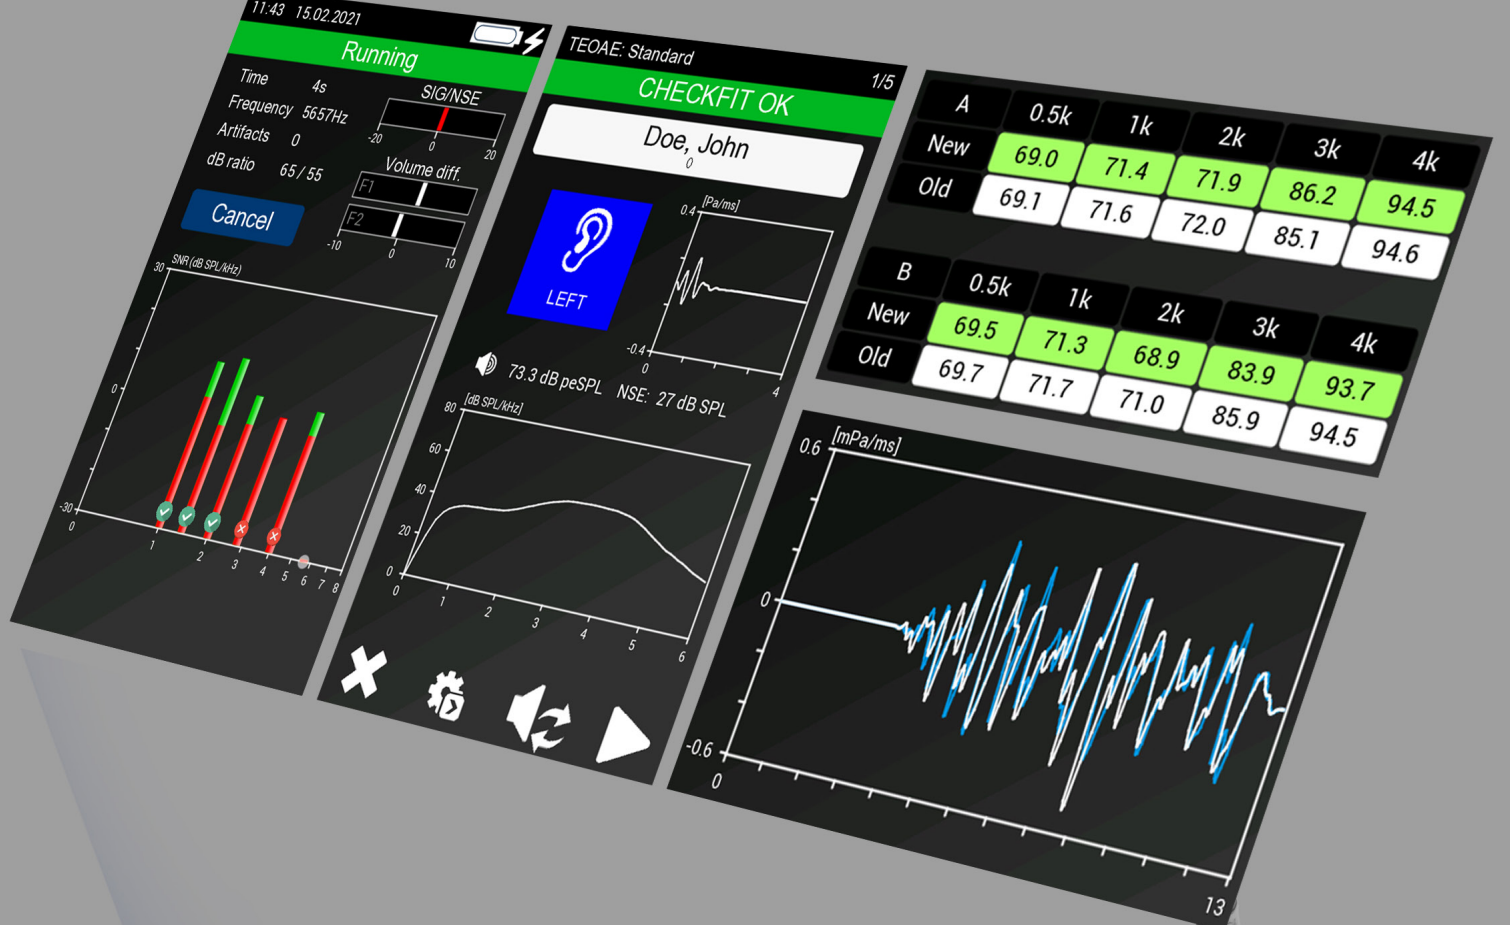 11:43 15.02.2021
Running
Time 4s
Frequency 5657Hz
Artifacts 0
dB ratio 65 / 55
SIG/NSE
-20 0 20
Volume diff.
F1
F2
-10 0 10
Cancel
SNR (dB SPL/kHz)
30
0
-30
0 1 2 3 4 5 6 7 8
TEOAE: Standard 1/5
CHECKFIT OK
Doe, John
0
LEFT
[Pa/ms]
0.4
-0.4
0 4
73.3 dB peSPL NSE: 27 dB SPL
[dB SPL/kHz]
80
60
40
20
0
0 1 2 3 4 5 6
A 0.5k 1k 2k 3k 4k
New 69.0 71.4 71.9 86.2 94.5
Old 69.1 71.6 72.0 85.1 94.6
B 0.5k 1k 2k 3k 4k
New 69.5 71.3 68.9 83.9 93.7
Old 69.7 71.7 71.0 85.9 94.5
[mPa/ms]
0.6
0
-0.6
0 13